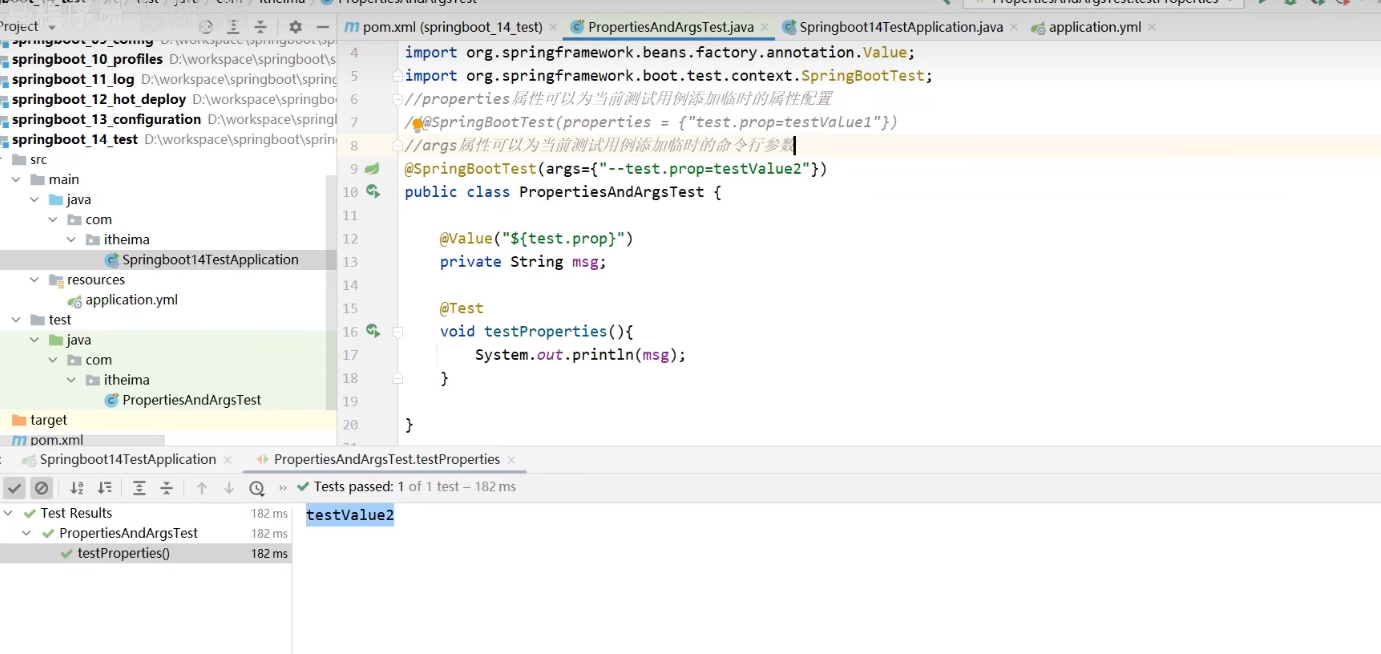 pom.xml (springboot_14_test)
PropertiesAndArgsTest.java
Springboot14TestApplication.java
application.yml
springboot_10_profiles D:\workspace\springboot\s
springboot_11_log D:\workspace\springboot\spring
springboot_12_hot_deploy D:\workspace\springbo
springboot_13_configuration D:\workspace\spring
springboot_14_test D:\workspace\springboot\sprin
src
main
java
com
itheima
Springboot14TestApplication
resources
application.yml
test
java
com
itheima
PropertiesAndArgsTest
target
pom.xml
4 import org.springframework.beans.factory.annotation.Value;
5 import org.springframework.boot.test.context.SpringBootTest;
6 //properties属性可以为当前测试用例添加临时的属性配置
7 //@SpringBootTest(properties = {"test.prop=testValue1"})
8 //args属性可以为当前测试用例添加临时的命令行参数
9 @SpringBootTest(args={"--test.prop=testValue2"})
10 public class PropertiesAndArgsTest {
11
12 @Value("${test.prop}")
13 private String msg;
14
15 @Test
16 void testProperties(){
17 System.out.println(msg);
18 }
19
20 }
Springboot14TestApplication
PropertiesAndArgsTest.testProperties
Tests passed: 1 of 1 test – 182 ms
Test Results 182 ms
PropertiesAndArgsTest 182 ms
testProperties() 182 ms
testValue2